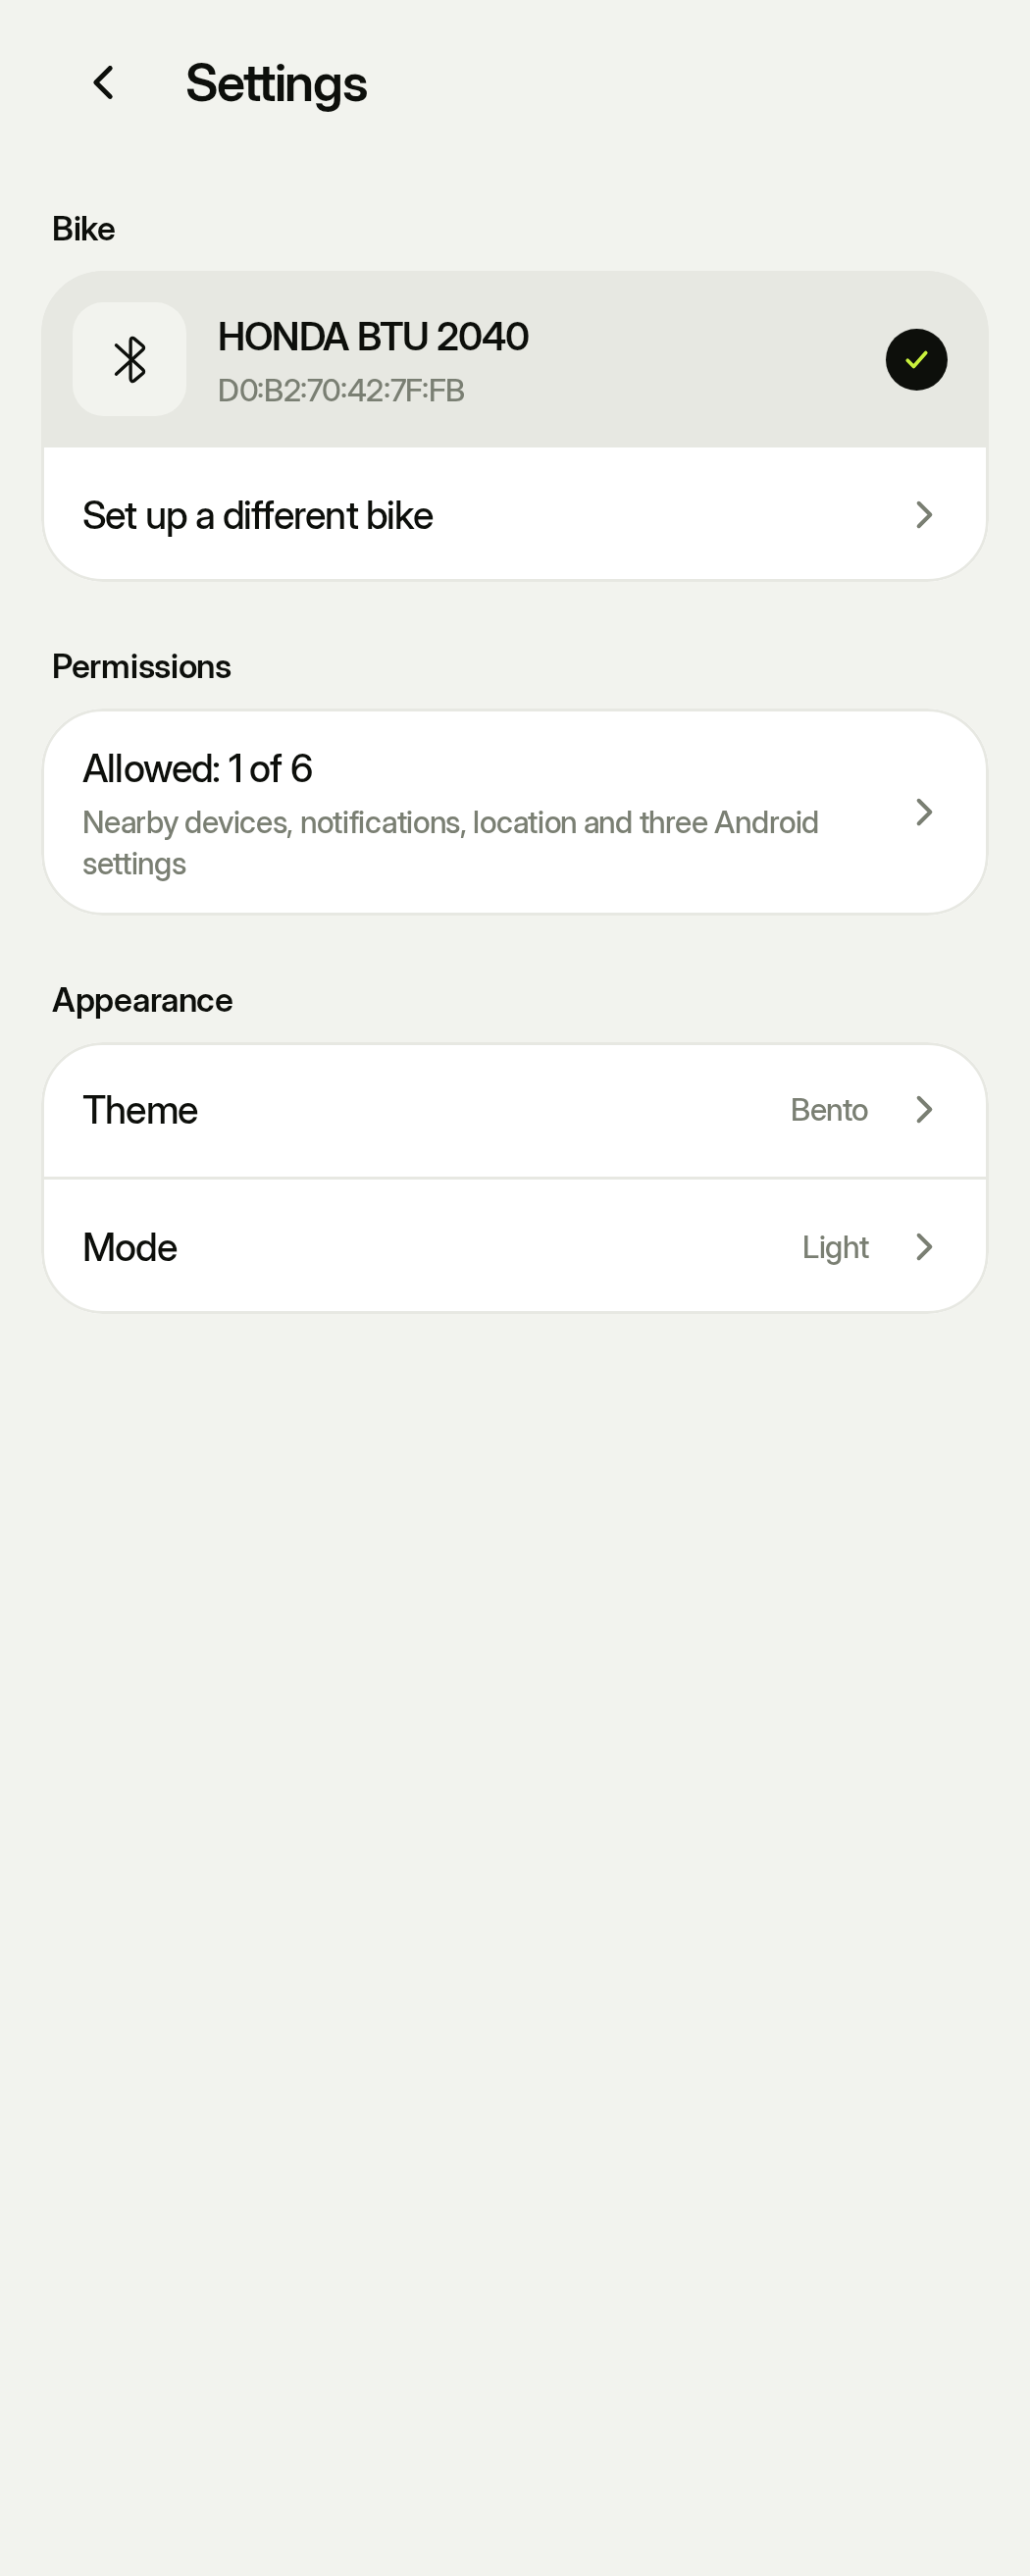 Settings
Bike
HONDA BTU 2040
D0:B2:70:42:7F:FB
Set up a different bike
Permissions
Allowed: 1 of 6
Nearby devices, notifications, location and three Android
settings
Appearance
Theme
Bento
Mode
Light